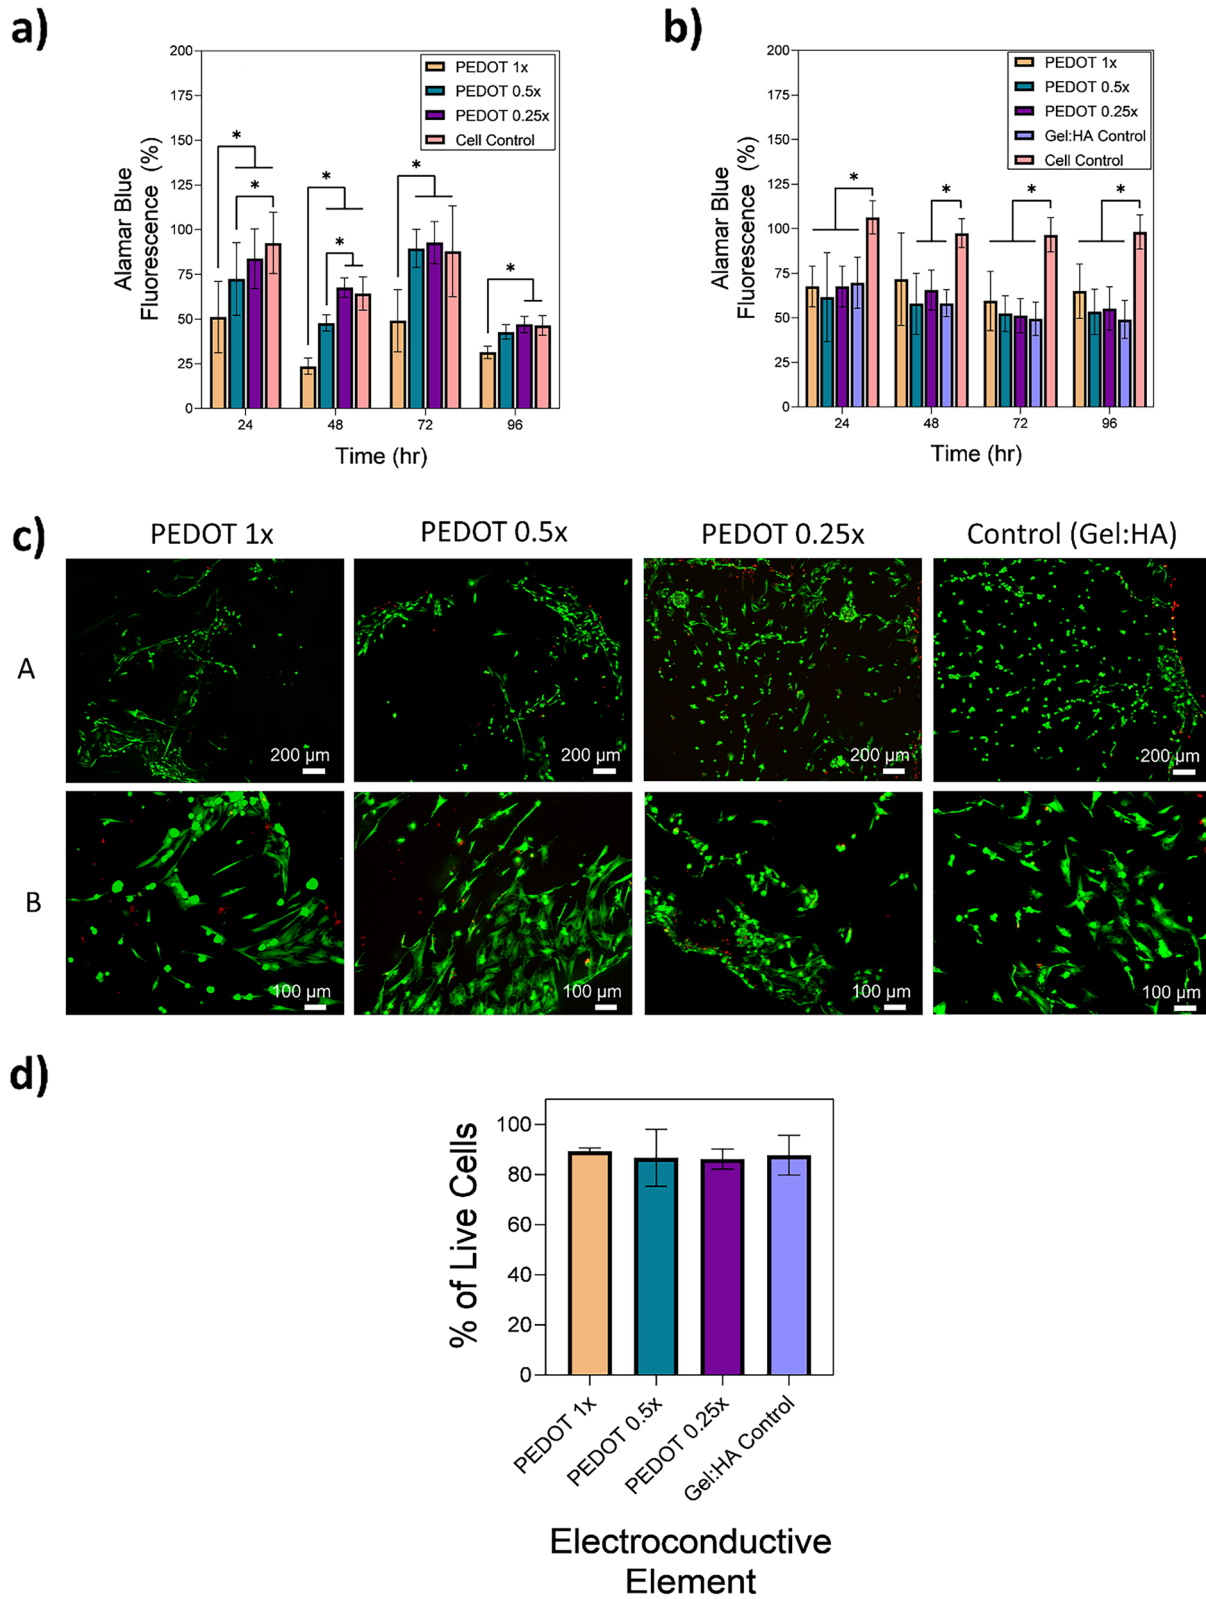 a)
200
175
150
125
100
75
50
25
0
Alamar Blue
Fluorescence (%)
PEDOT 1x
PEDOT 0.5x
PEDOT 0.25x
Cell Control
*
*
*
*
*
*
24 48 72 96
Time (hr)
b)
200
175
150
125
100
75
50
25
0
Alamar Blue
Fluorescence (%)
PEDOT 1x
PEDOT 0.5x
PEDOT 0.25x
Gel:HA Control
Cell Control
* * * *
24 48 72 96
Time (hr)
c)
PEDOT 1x PEDOT 0.5x PEDOT 0.25x Control (Gel:HA)
A
200 µm 200 µm 200 µm 200 µm
B
100 µm 100 µm 100 µm 100 µm
d)
100
80
60
40
20
0
% of Live Cells
PEDOT 1x
PEDOT 0.5x
PEDOT 0.25x
Gel:HA Control
Electroconductive
Element